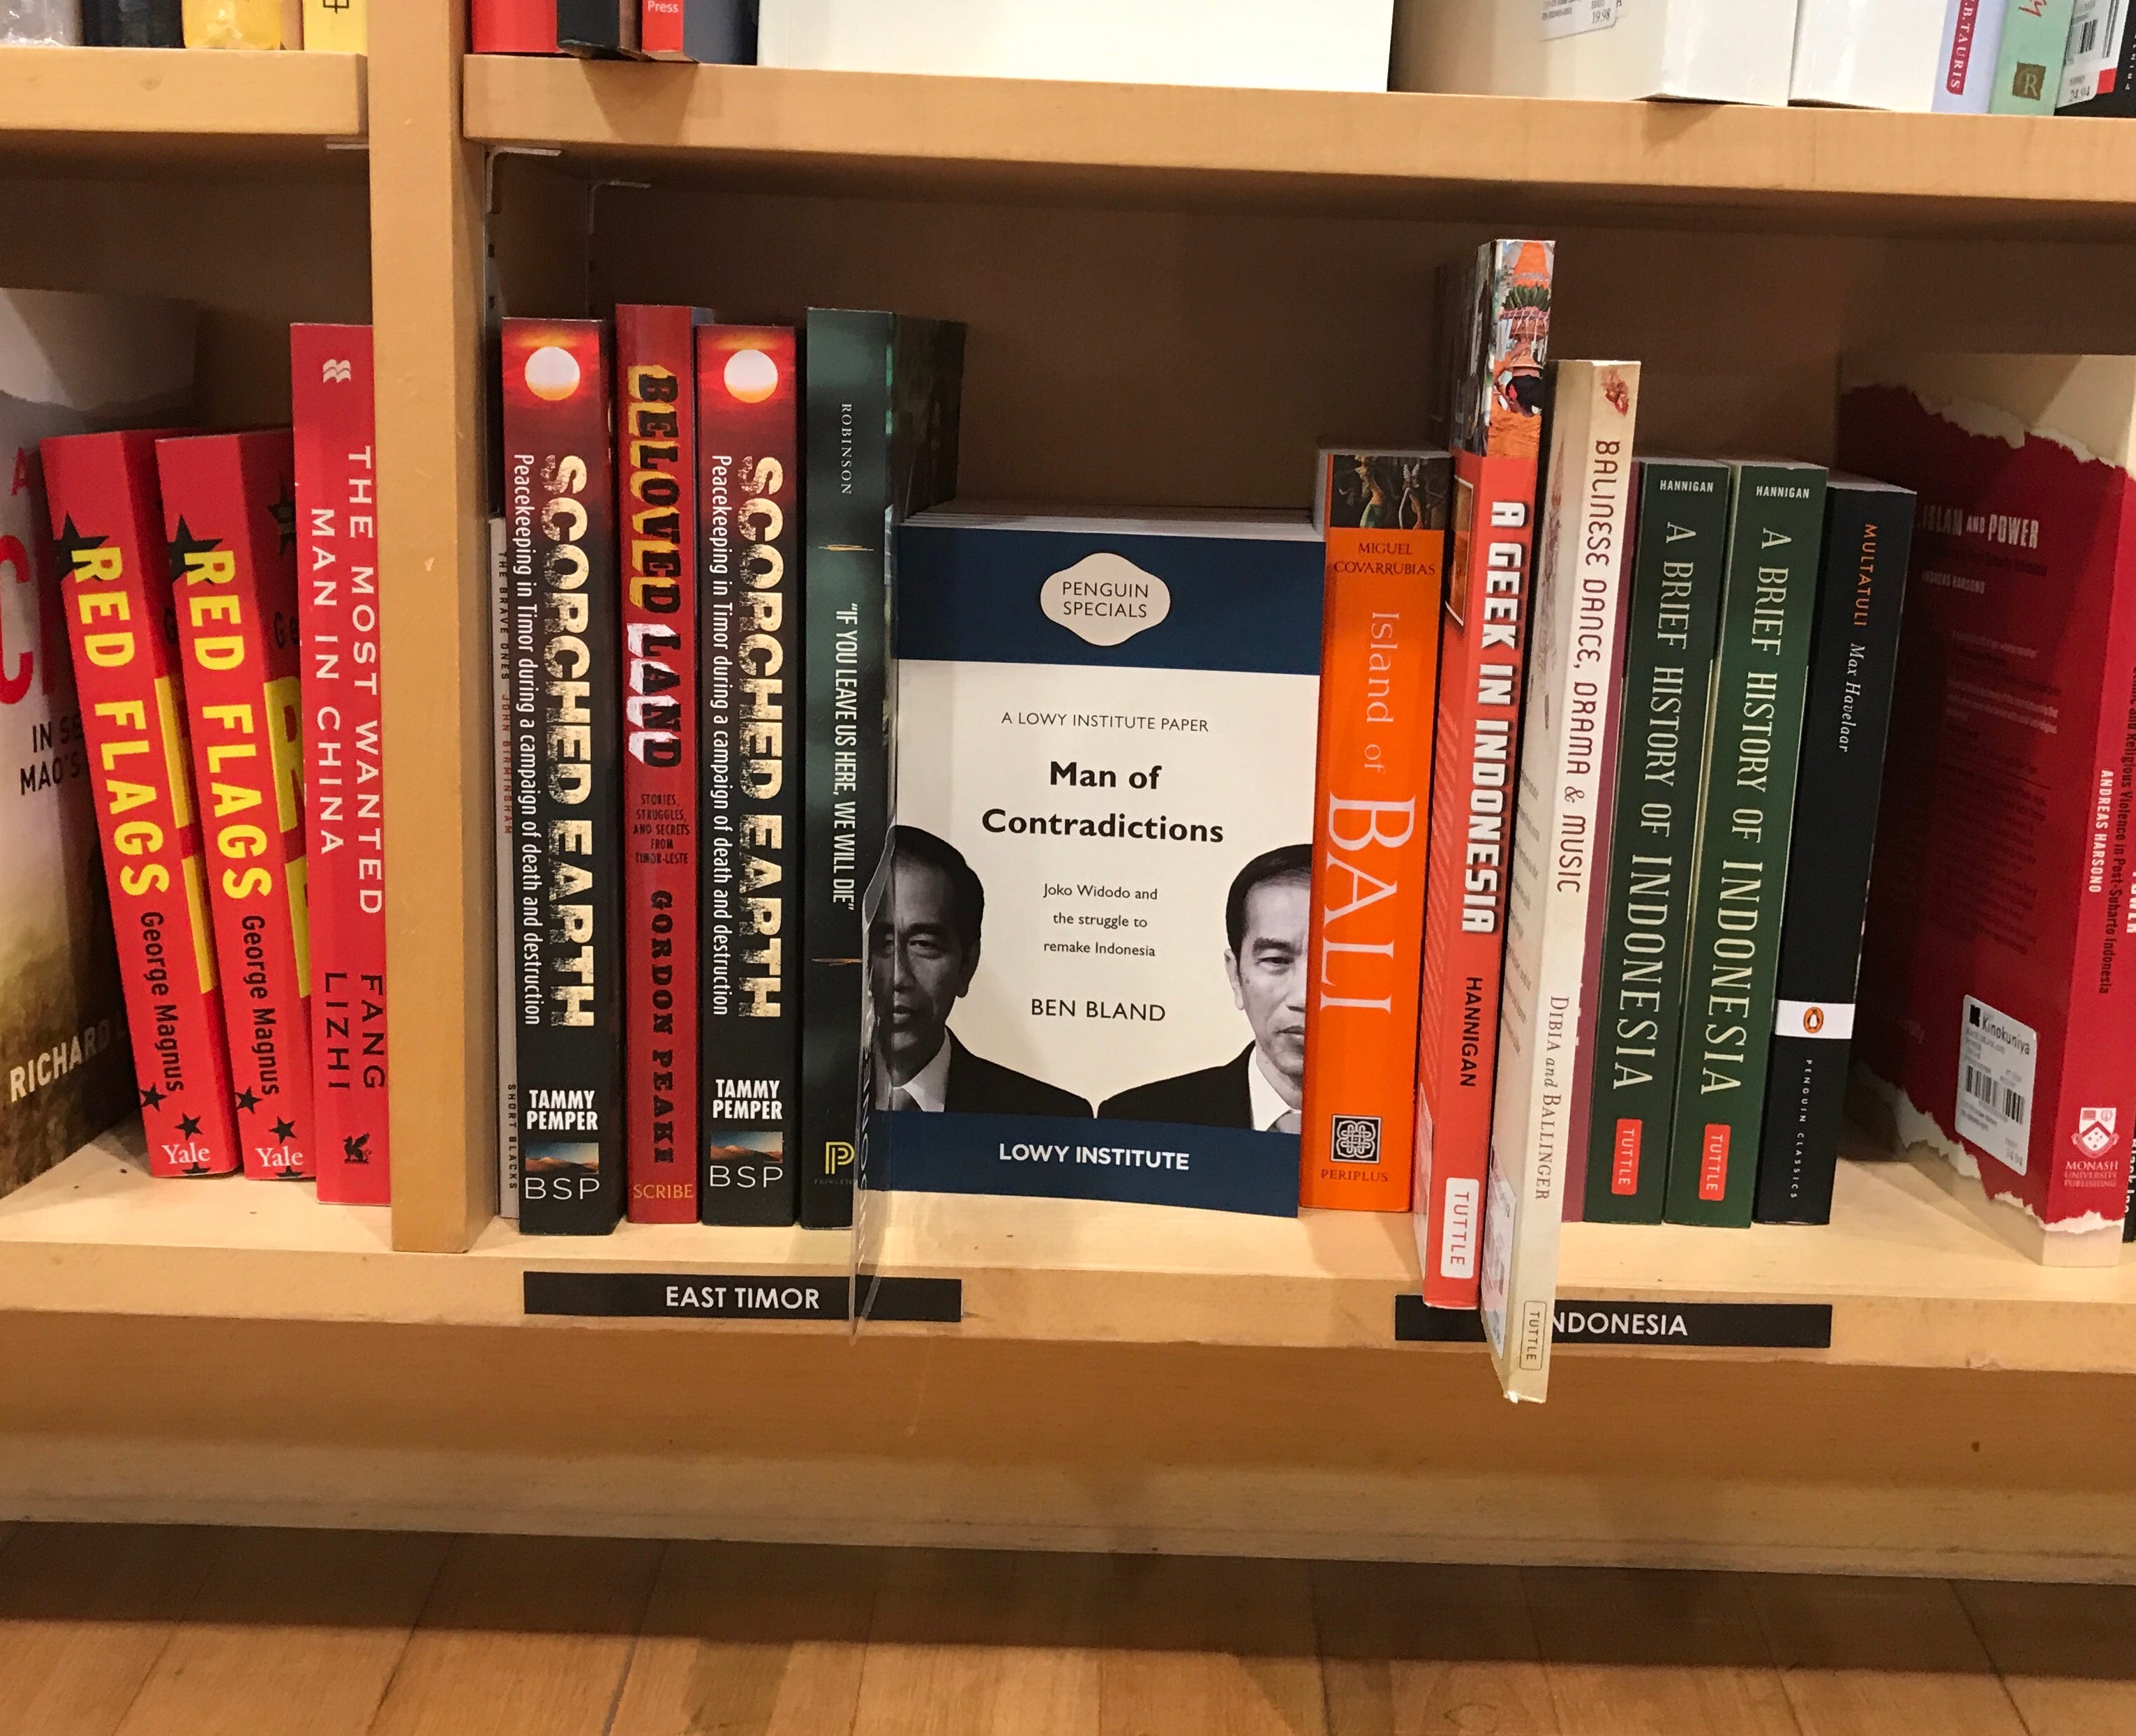 Press
19.98
I.B.TAURIS
R
24.94
IN SE
MAO'S
RICHARD
RED FLAGS George Magnus Yale
RED FLAGS George Magnus Yale
THE MOST WANTED
MAN IN CHINA
FANG
LIZHI
THE BRAVE ONES JOHN BIRMINGHAM SHORT BLACKS
SCORCHED EARTH
Peacekeeping in Timor during a campaign of death and destruction
TAMMY
PEMPER
BSP
BELOVED LAND
STORIES,
STRUGGLES,
AND SECRETS
FROM
TIMOR-LESTE
GORDON PEAKE
SCRIBE
SCORCHED EARTH
Peacekeeping in Timor during a campaign of death and destruction
TAMMY
PEMPER
BSP
ROBINSON
"IF YOU LEAVE US HERE, WE WILL DIE"
P
PRINCETON
PENGUIN
SPECIALS
A LOWY INSTITUTE PAPER
Man of
Contradictions
Joko Widodo and
the struggle to
remake Indonesia
BEN BLAND
LOWY INSTITUTE
MIGUEL
COVARRUBIAS
Island of BALI
PERIPLUS
A GEEK IN INDONESIA HANNIGAN TUTTLE
BALINESE DANCE, DRAMA & MUSIC DIBIA and BALLINGER TUTTLE
HANNIGAN
A BRIEF HISTORY OF INDONESIA
TUTTLE
HANNIGAN
A BRIEF HISTORY OF INDONESIA
TUTTLE
MULTATULI Max Havelaar
PENGUIN CLASSICS
ISLAM AND POWER
ANDREAS HARSONO
Kinokuniya
and Religious Violence in Post-Suharto Indonesia
ANDREAS HARSONO
MONASH
UNIVERSITY
PUBLISHING
EAST TIMOR
NDONESIA